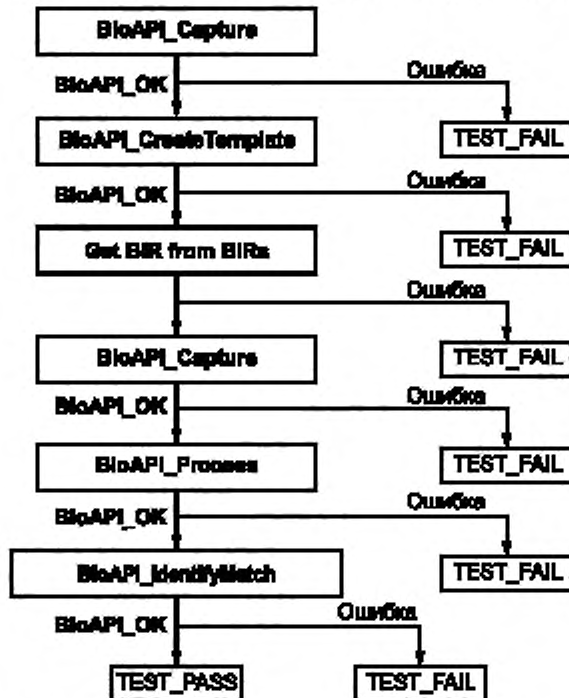 BioAPI_Capture
BioAPI_OK
Ошибка
TEST_FAIL
BioAPI_CreateTemplate
BioAPI_OK
Ошибка
TEST_FAIL
Get BIR from BIRs
Ошибка
TEST_FAIL
BioAPI_Capture
BioAPI_OK
Ошибка
TEST_FAIL
BioAPI_Process
BioAPI_OK
Ошибка
TEST_FAIL
BioAPI_IdentifyMatch
BioAPI_OK
Ошибка
TEST_PASS
TEST_FAIL